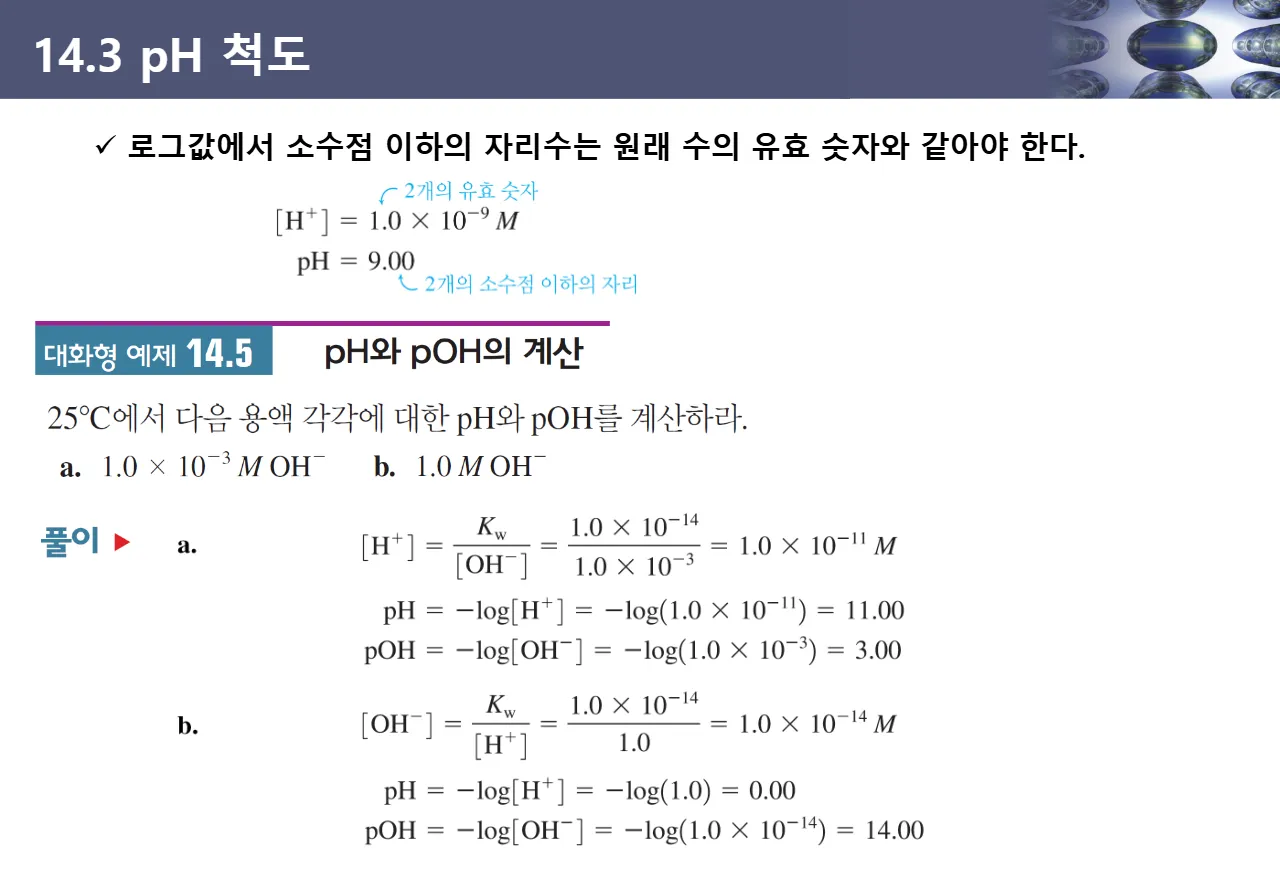 14.3 pH 척도
✓ 로그값에서 소수점 이하의 자리수는 원래 수의 유효 숫자와 같아야 한다.
2개의 유효 숫자
[H⁺] = 1.0 × 10⁻⁹ M
pH = 9.00
2개의 소수점 이하의 자리
대화형 예제 14.5 pH와 pOH의 계산
25°C에서 다음 용액 각각에 대한 pH와 pOH를 계산하라.
a. 1.0 × 10⁻³ M OH⁻ b. 1.0 M OH⁻
풀이 ▶ a. [H⁺] = Kw/[OH⁻] = (1.0 × 10⁻¹⁴)/(1.0 × 10⁻³) = 1.0 × 10⁻¹¹ M
pH = −log[H⁺] = −log(1.0 × 10⁻¹¹) = 11.00
pOH = −log[OH⁻] = −log(1.0 × 10⁻³) = 3.00
b. [OH⁻] = Kw/[H⁺] = (1.0 × 10⁻¹⁴)/1.0 = 1.0 × 10⁻¹⁴ M
pH = −log[H⁺] = −log(1.0) = 0.00
pOH = −log[OH⁻] = −log(1.0 × 10⁻¹⁴) = 14.00